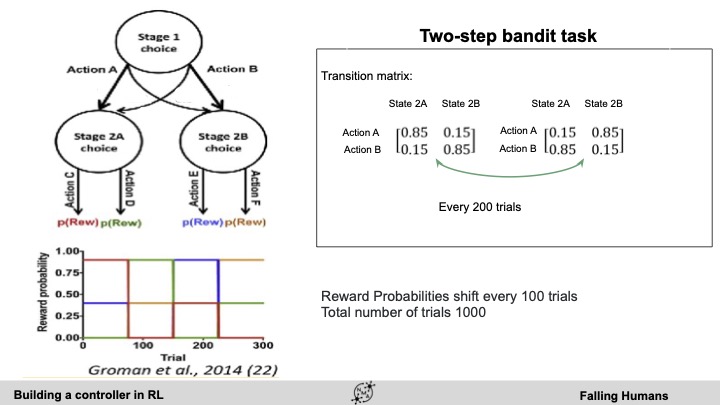 Two-step bandit task
Stage 1
choice
Action A
Action B
Stage 2A
choice
Stage 2B
choice
Action C
Action D
Action E
Action F
p(Rew) p(Rew) p(Rew) p(Rew)
Transition matrix:
State 2A State 2B
Action A [0.85 0.15]
Action B [0.15 0.85]
State 2A State 2B
Action A [0.15 0.85]
Action B [0.85 0.15]
Every 200 trials
Reward probability
1.00
0.75
0.50
0.25
0.00
0 100 200 300
Trial
Groman et al., 2014 (22)
Reward Probabilities shift every 100 trials
Total number of trials 1000
Building a controller in RL
Falling Humans